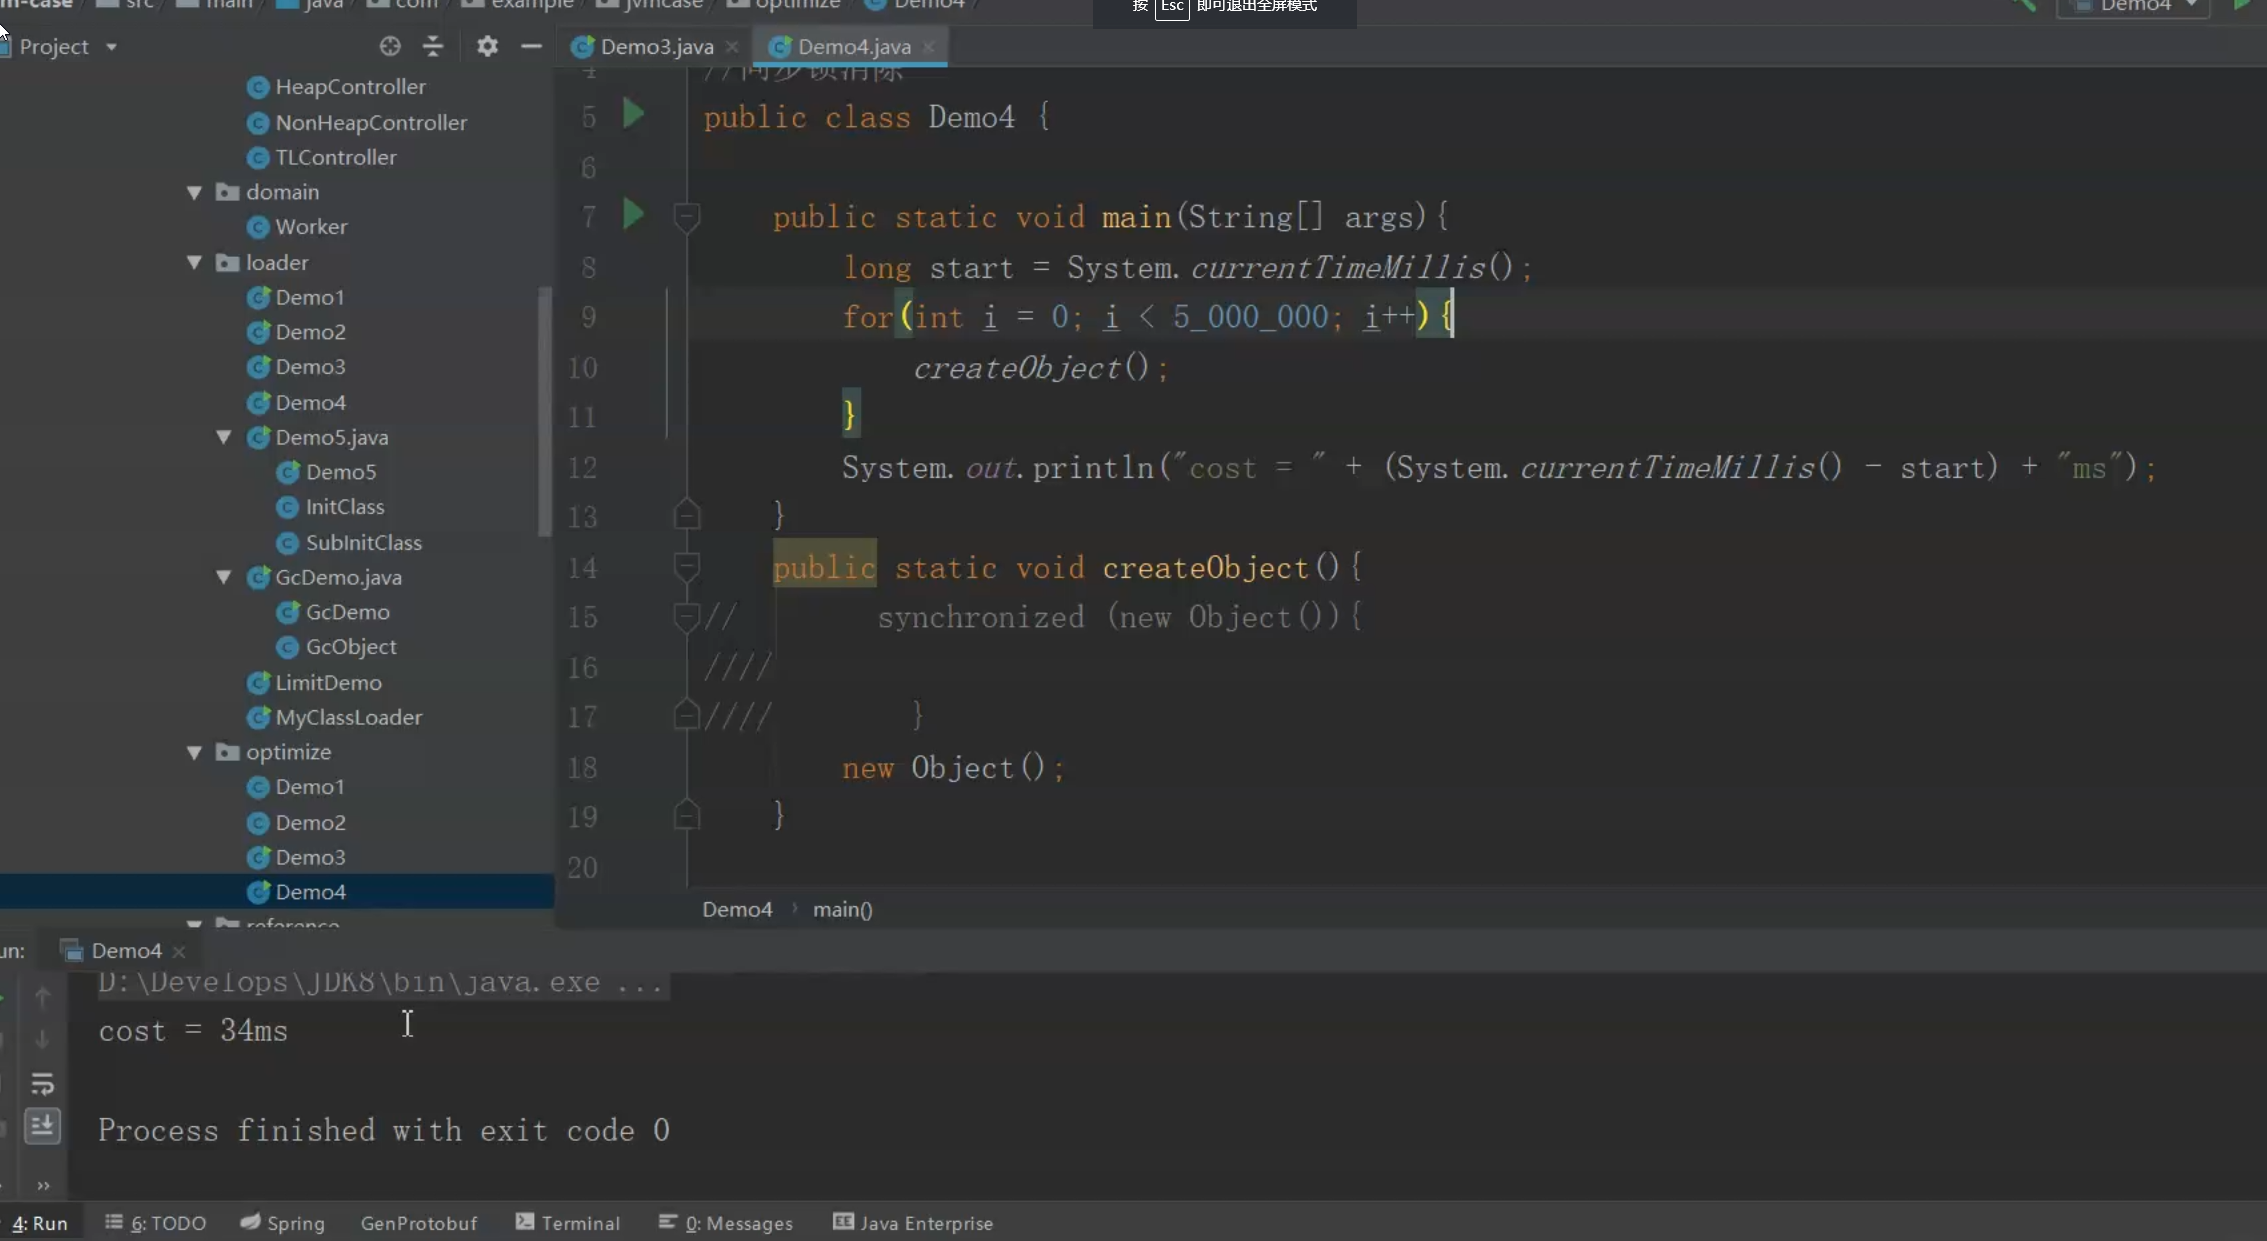 m-case src main java com example jvmcase optimize Demo4
按 Esc 即可退出全屏模式
Demo4
Project
Demo3.java
Demo4.java
HeapController
NonHeapController
TLController
domain
Worker
loader
Demo1
Demo2
Demo3
Demo4
Demo5.java
Demo5
InitClass
SubInitClass
GcDemo.java
GcDemo
GcObject
LimitDemo
MyClassLoader
optimize
Demo1
Demo2
Demo3
Demo4
reference
4 //同步锁消除
5 public class Demo4 {
6
7 public static void main(String[] args){
8 long start = System.currentTimeMillis();
9 for(int i = 0; i < 5_000_000; i++){
10 createObject();
11 }
12 System.out.println("cost = " + (System.currentTimeMillis() - start) + "ms");
13 }
14 public static void createObject(){
15 // synchronized (new Object()){
16 ////
17 //// }
18 new Object();
19 }
20
Demo4 › main()
un: Demo4
D:\Develops\JDK8\bin\java.exe ...
cost = 34ms
Process finished with exit code 0
4: Run 6: TODO Spring GenProtobuf Terminal 0: Messages Java Enterprise